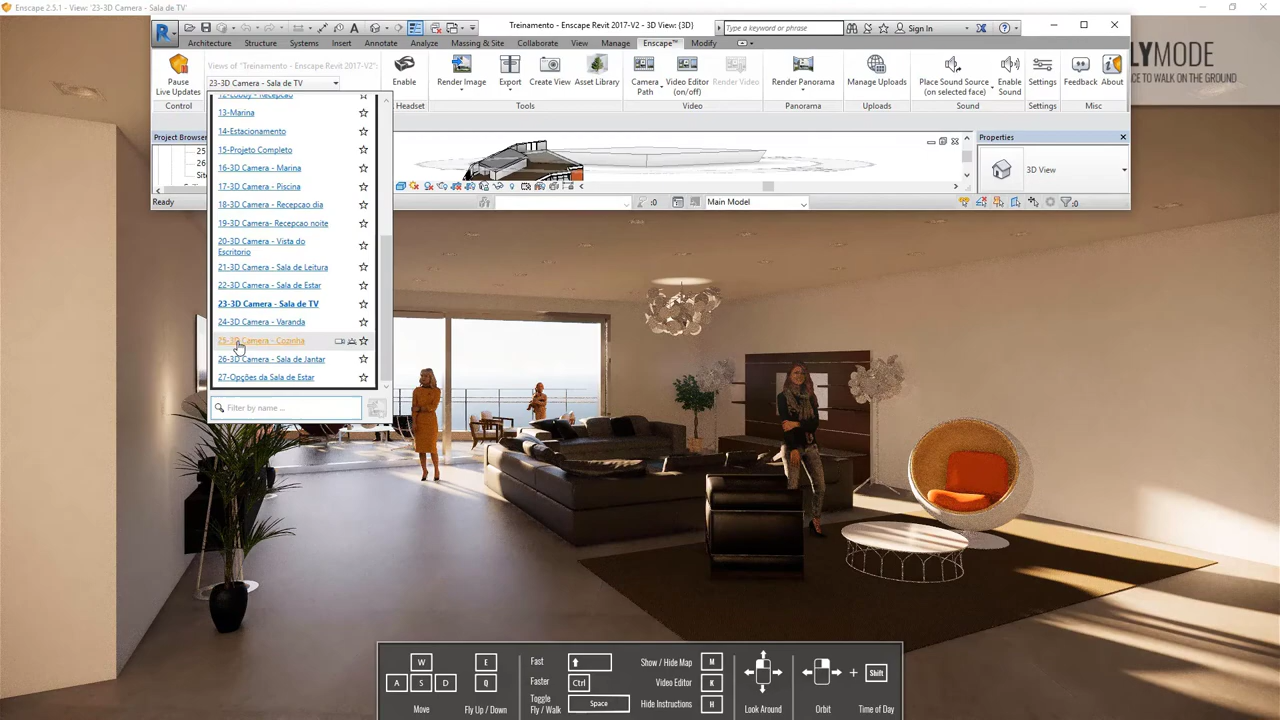 Enscape 2.5.1 - View: '23-3D Camera - Sala de TV'
Treinamento - Enscape Revit 2017-V2 - 3D View: {3D}
Type a keyword or phrase
Sign In
Architecture Structure Systems Insert Annotate Analyze Massing & Site Collaborate View Manage Enscape™ Modify
LYMODE
CE TO WALK ON THE GROUND
Views of "Treinamento - Enscape Revit 2017-V2":
23-3D Camera - Sala de TV
Pause
Live Updates
Control
Enable
Headset
Render Image
Export
Create View
Asset Library
Tools
Camera
Path
Video Editor
(on/off)
Render Video
Video
Render Panorama
Panorama
Manage Uploads
Uploads
Place Sound Source
(on selected face)
Enable
Sound
Sound
Settings
Settings
Feedback
About
Misc
Project Browser
Properties
3D View
Ready
:0
Main Model
:0
12-Lobby - Recepcao
13-Marina
14-Estacionamento
15-Projeto Completo
16-3D Camera - Marina
17-3D Camera - Piscina
18-3D Camera - Recepcao dia
19-3D Camera- Recepcao noite
20-3D Camera - Vista do
Escritorio
21-3D Camera - Sala de Leitura
22-3D Camera - Sala de Estar
23-3D Camera - Sala de TV
24-3D Camera - Varanda
25-3D Camera - Cozinha
26-3D Camera - Sala de Jantar
27-Opções da Sala de Estar
Filter by name ...
W
A S D
Move
E
Q
Fly Up / Down
Fast
Faster Ctrl
Toggle
Fly / Walk Space
Show / Hide Map M
Video Editor K
Hide Instructions H
Look Around
Orbit
+ Shift
Time of Day